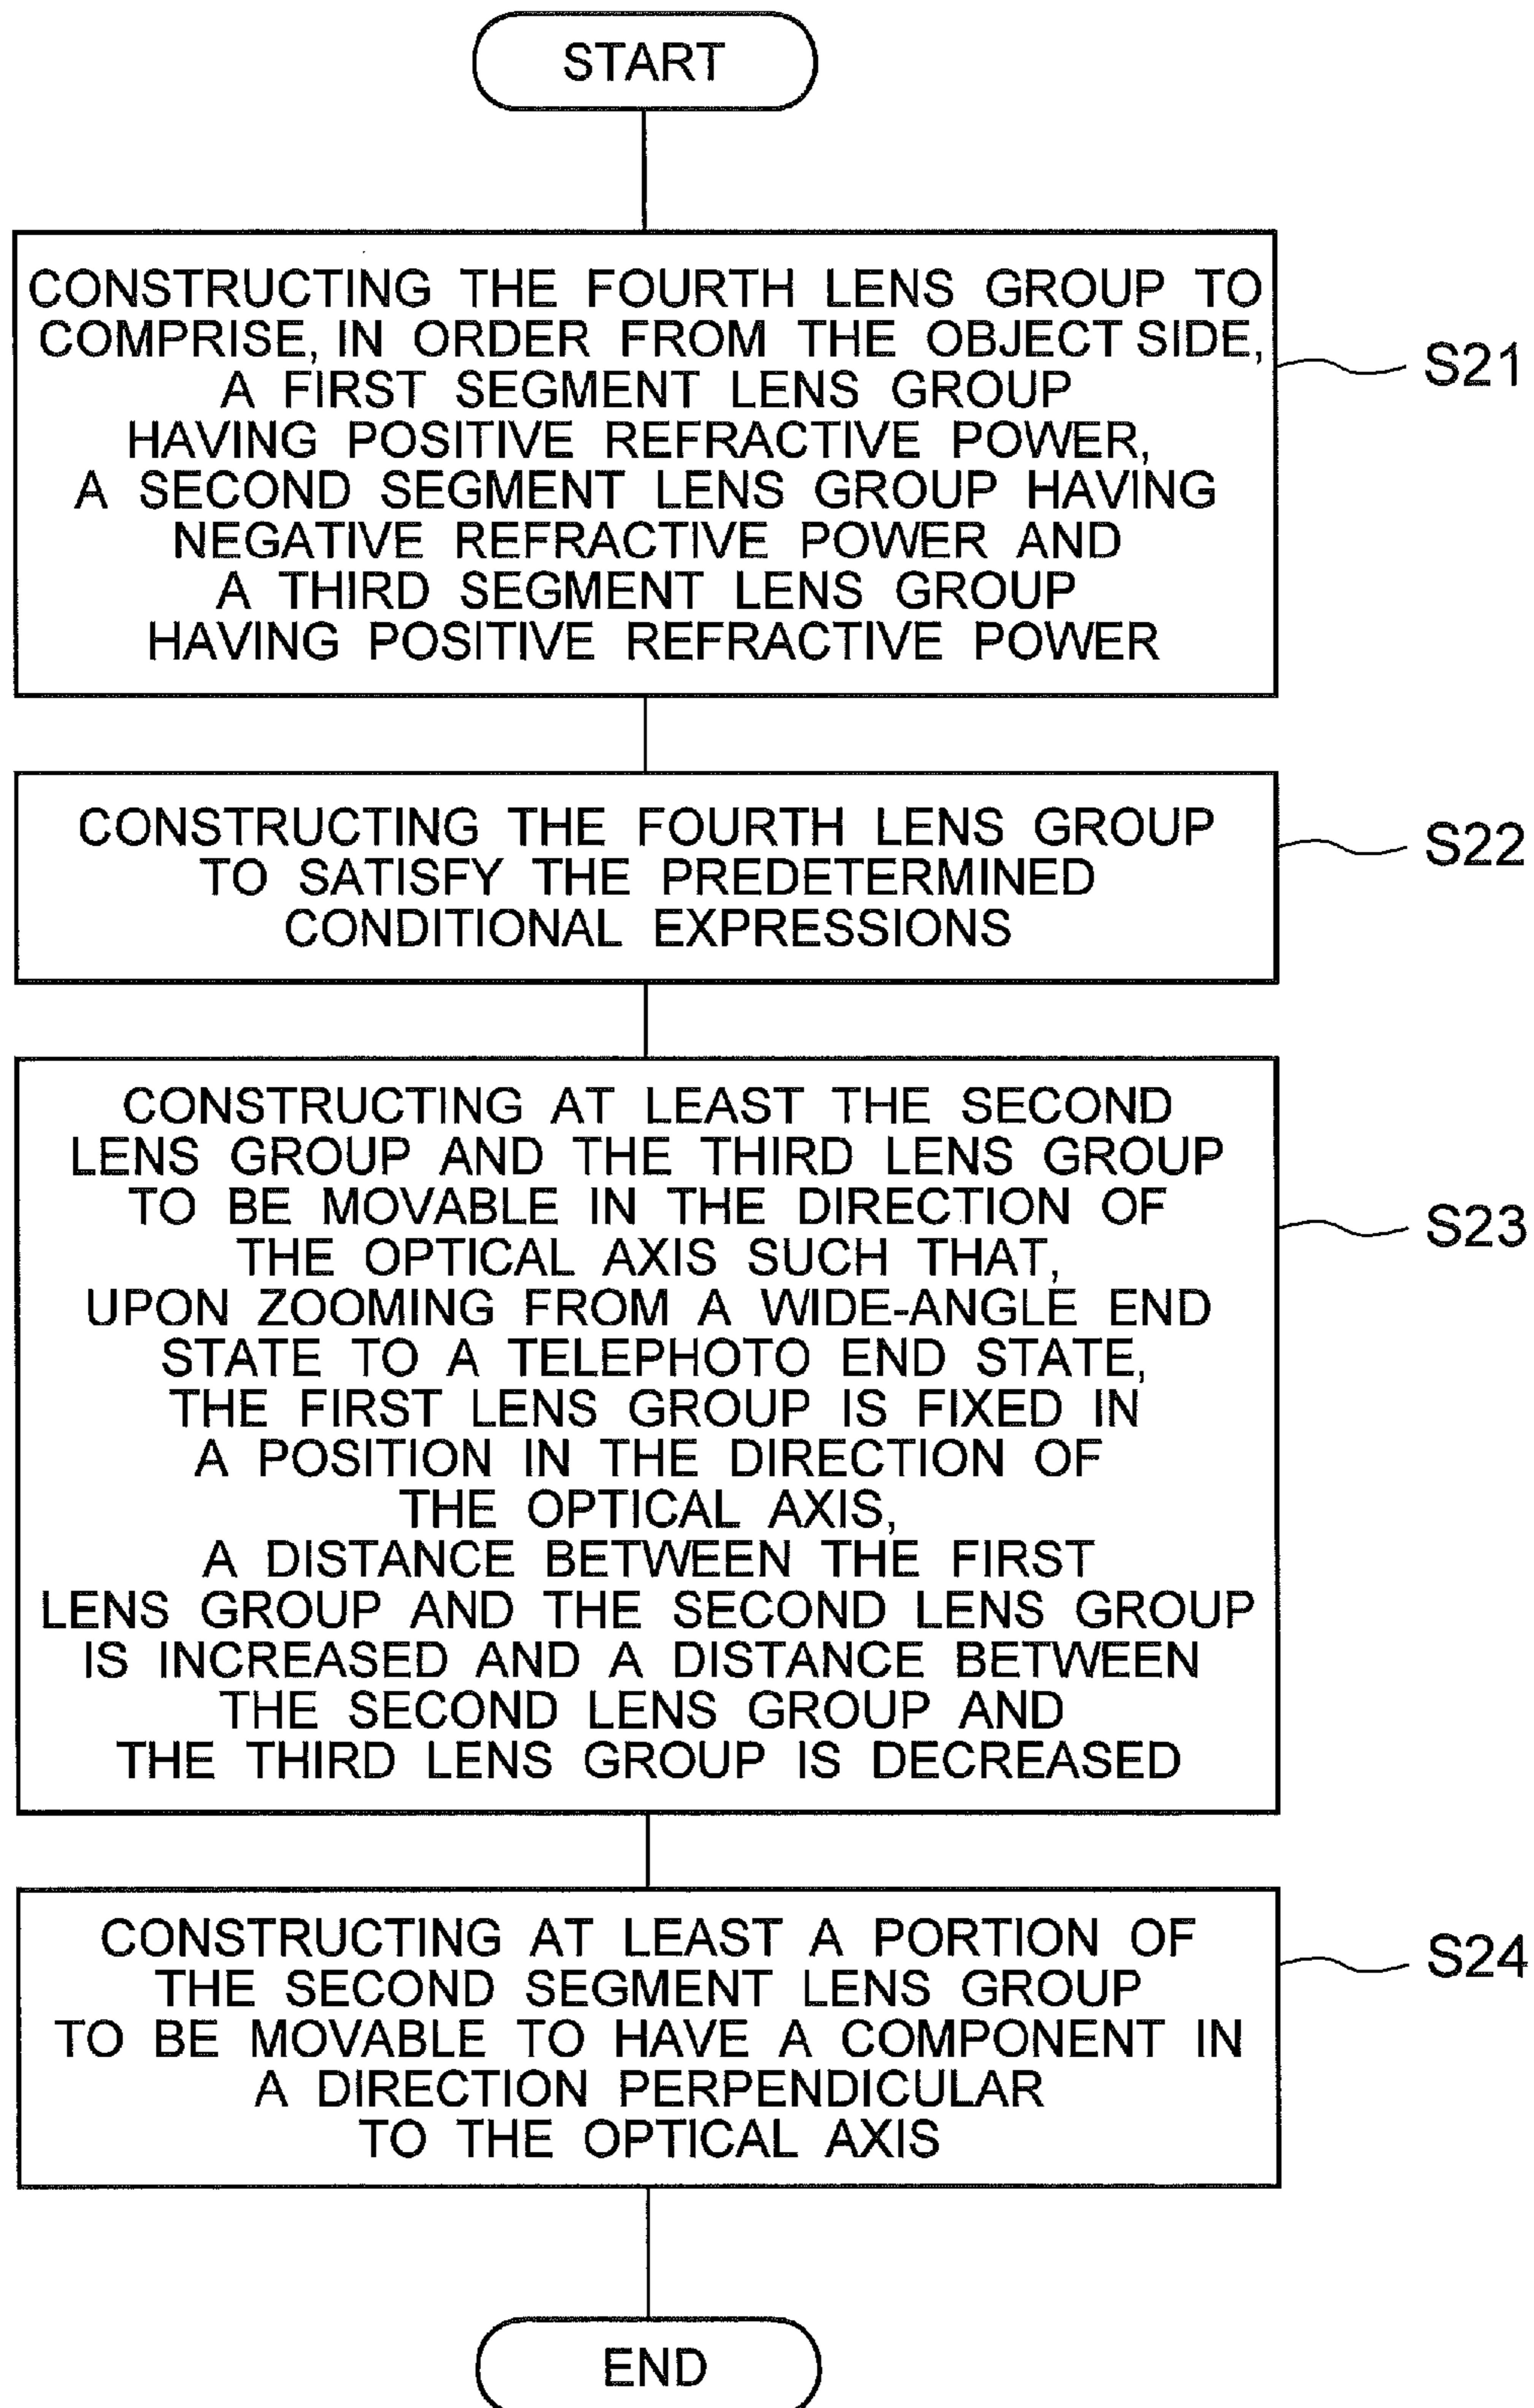 START
CONSTRUCTING THE FOURTH LENS GROUP TO
COMPRISE, IN ORDER FROM THE OBJECT SIDE,
A FIRST SEGMENT LENS GROUP
HAVING POSITIVE REFRACTIVE POWER,
A SECOND SEGMENT LENS GROUP HAVING
NEGATIVE REFRACTIVE POWER AND
A THIRD SEGMENT LENS GROUP
HAVING POSITIVE REFRACTIVE POWER
S21
CONSTRUCTING THE FOURTH LENS GROUP
TO SATISFY THE PREDETERMINED
CONDITIONAL EXPRESSIONS
S22
CONSTRUCTING AT LEAST THE SECOND
LENS GROUP AND THE THIRD LENS GROUP
TO BE MOVABLE IN THE DIRECTION OF
THE OPTICAL AXIS SUCH THAT,
UPON ZOOMING FROM A WIDE-ANGLE END
STATE TO A TELEPHOTO END STATE,
THE FIRST LENS GROUP IS FIXED IN
A POSITION IN THE DIRECTION OF
THE OPTICAL AXIS,
A DISTANCE BETWEEN THE FIRST
LENS GROUP AND THE SECOND LENS GROUP
IS INCREASED AND A DISTANCE BETWEEN
THE SECOND LENS GROUP AND
THE THIRD LENS GROUP IS DECREASED
S23
CONSTRUCTING AT LEAST A PORTION OF
THE SECOND SEGMENT LENS GROUP
TO BE MOVABLE TO HAVE A COMPONENT IN
A DIRECTION PERPENDICULAR
TO THE OPTICAL AXIS
S24
END